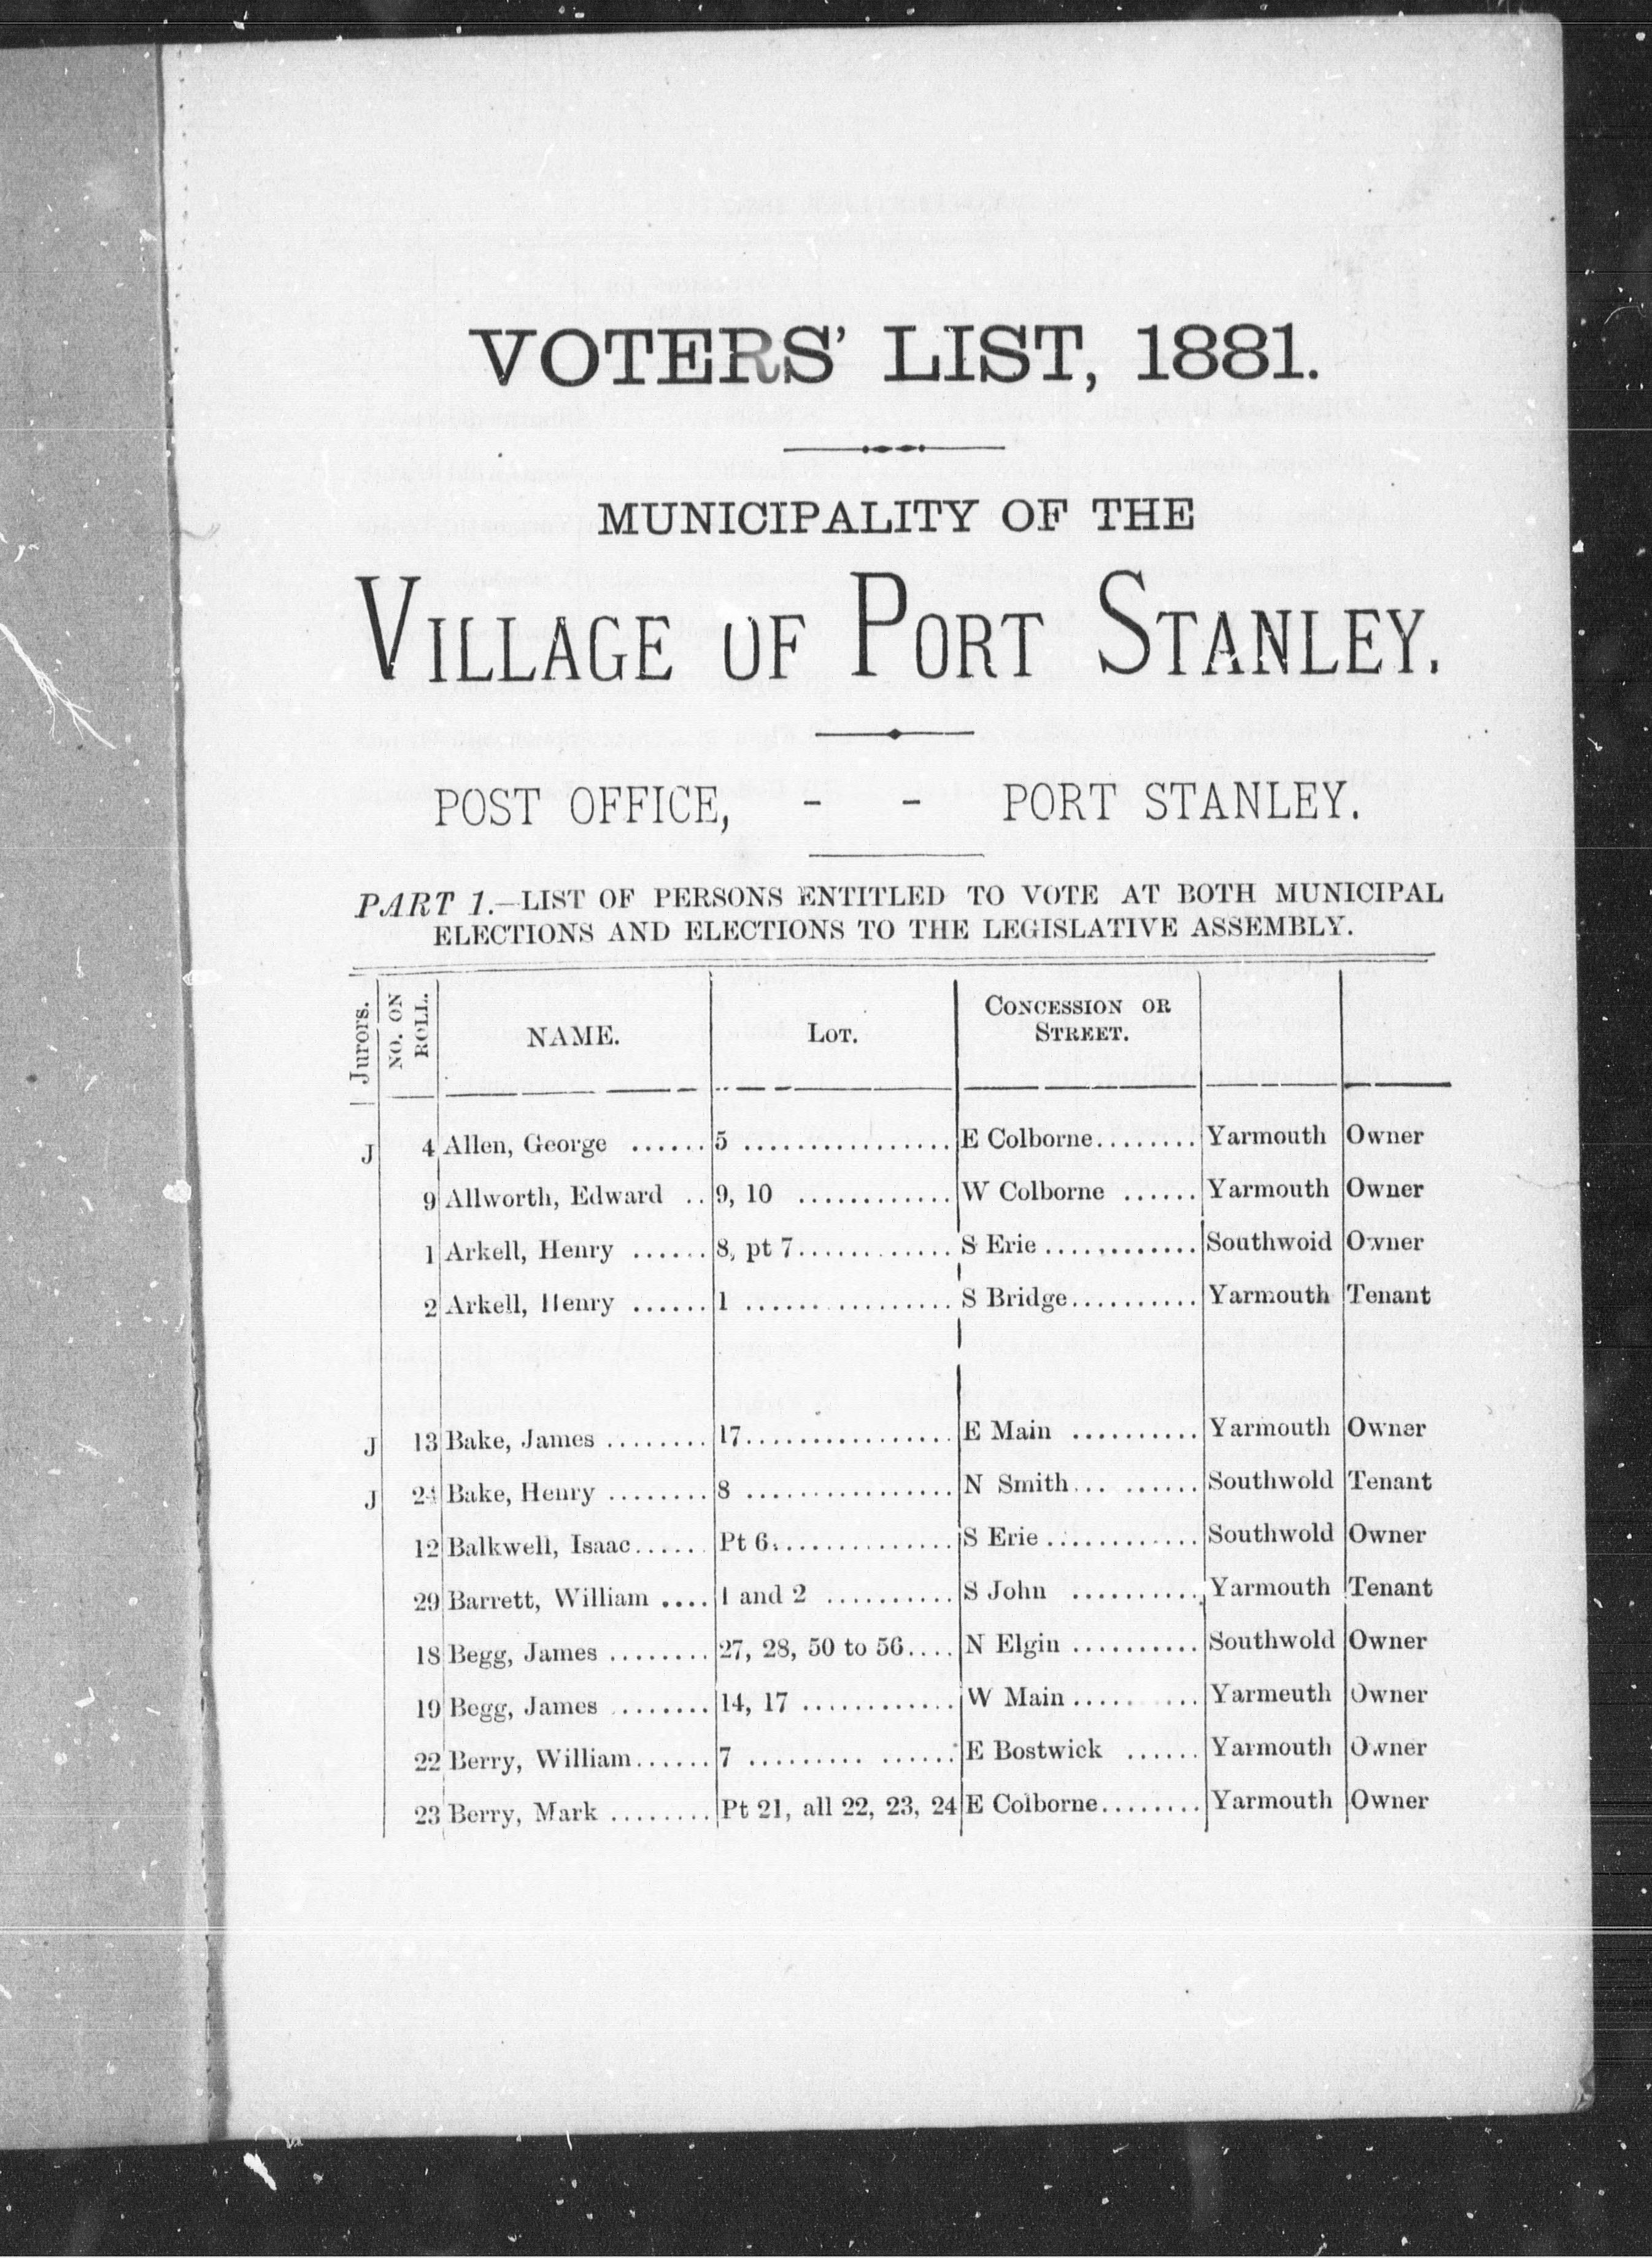 VOTERS' LIST, 1881.
MUNICIPALITY OF THE
VILLAGE OF PORT STANLEY.
POST OFFICE, - - PORT STANLEY.
PART 1.—LIST OF PERSONS ENTITLED TO VOTE AT BOTH MUNICIPAL
ELECTIONS AND ELECTIONS TO THE LEGISLATIVE ASSEMBLY.
Jurors. NO. ON ROLL. NAME. LOT. CONCESSION OR STREET.
J 4 Allen, George ...... 5 ................ E Colborne........ Yarmouth Owner
9 Allworth, Edward .. 9, 10 ............ W Colborne ...... Yarmouth Owner
1 Arkell, Henry ...... 8, pt 7............ S Erie ............ Southwoid Owner
2 Arkell, Henry ...... 1 ................ S Bridge.......... Yarmouth Tenant
J 13 Bake, James ........ 17................ E Main .......... Yarmouth Owner
J 24 Bake, Henry ........ 8 ................ N Smith... ...... Southwold Tenant
12 Balkwell, Isaac...... Pt 6.............. S Erie ............ Southwold Owner
29 Barrett, William .... 1 and 2 .......... S John .......... Yarmouth Tenant
18 Begg, James ........ 27, 28, 50 to 56.... N Elgin .......... Southwold Owner
19 Begg, James ........ 14, 17 ............ W Main .......... Yarmeuth Owner
22 Berry, William...... 7 ......... ...... E Bostwick ...... Yarmouth Owner
23 Berry, Mark ........ Pt 21, all 22, 23, 24 E Colborne........ Yarmouth Owner